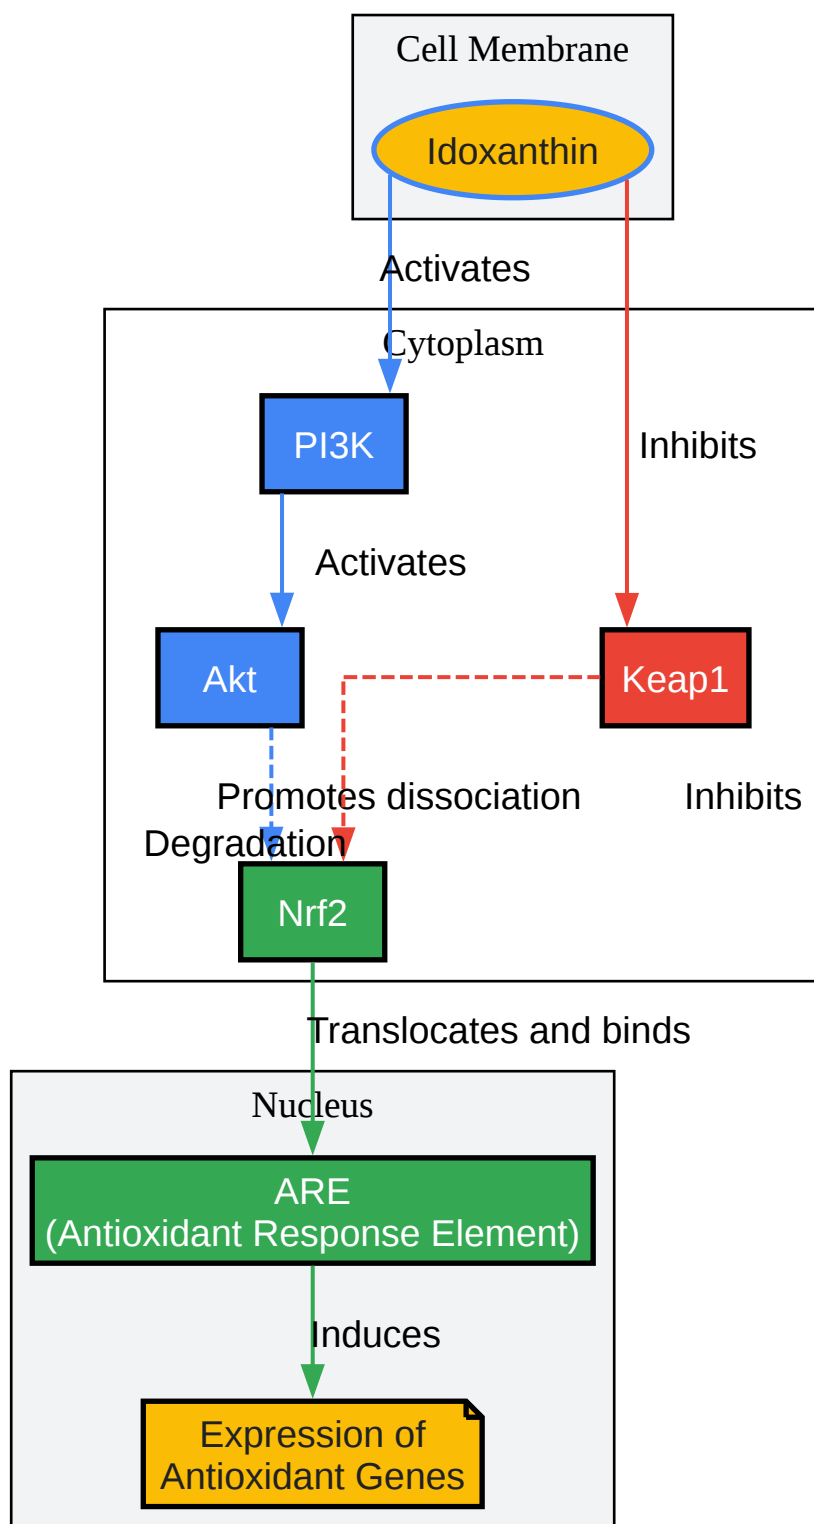 Cell Membrane
Idoxanthin
Activates
Cytoplasm
PI3K
Inhibits
Activates
Akt
Keap1
Promotes dissociation
Inhibits
Degradation
Nrf2
Translocates and binds
Nucleus
ARE
(Antioxidant Response Element)
Induces
Expression of
Antioxidant Genes